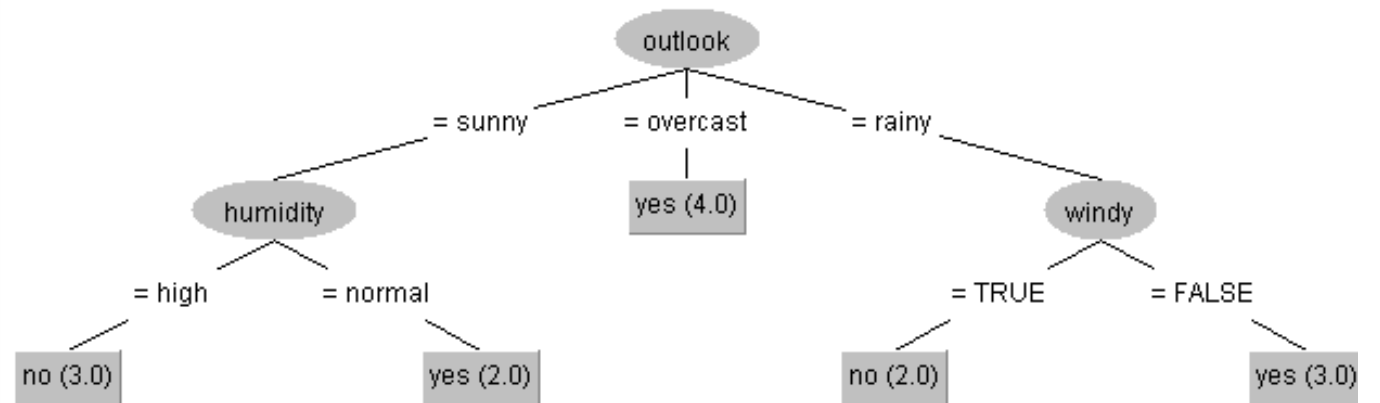 outlook
= sunny
= overcast
= rainy
humidity
yes (4.0)
windy
= high
= normal
= TRUE
= FALSE
no (3.0)
yes (2.0)
no (2.0)
yes (3.0)